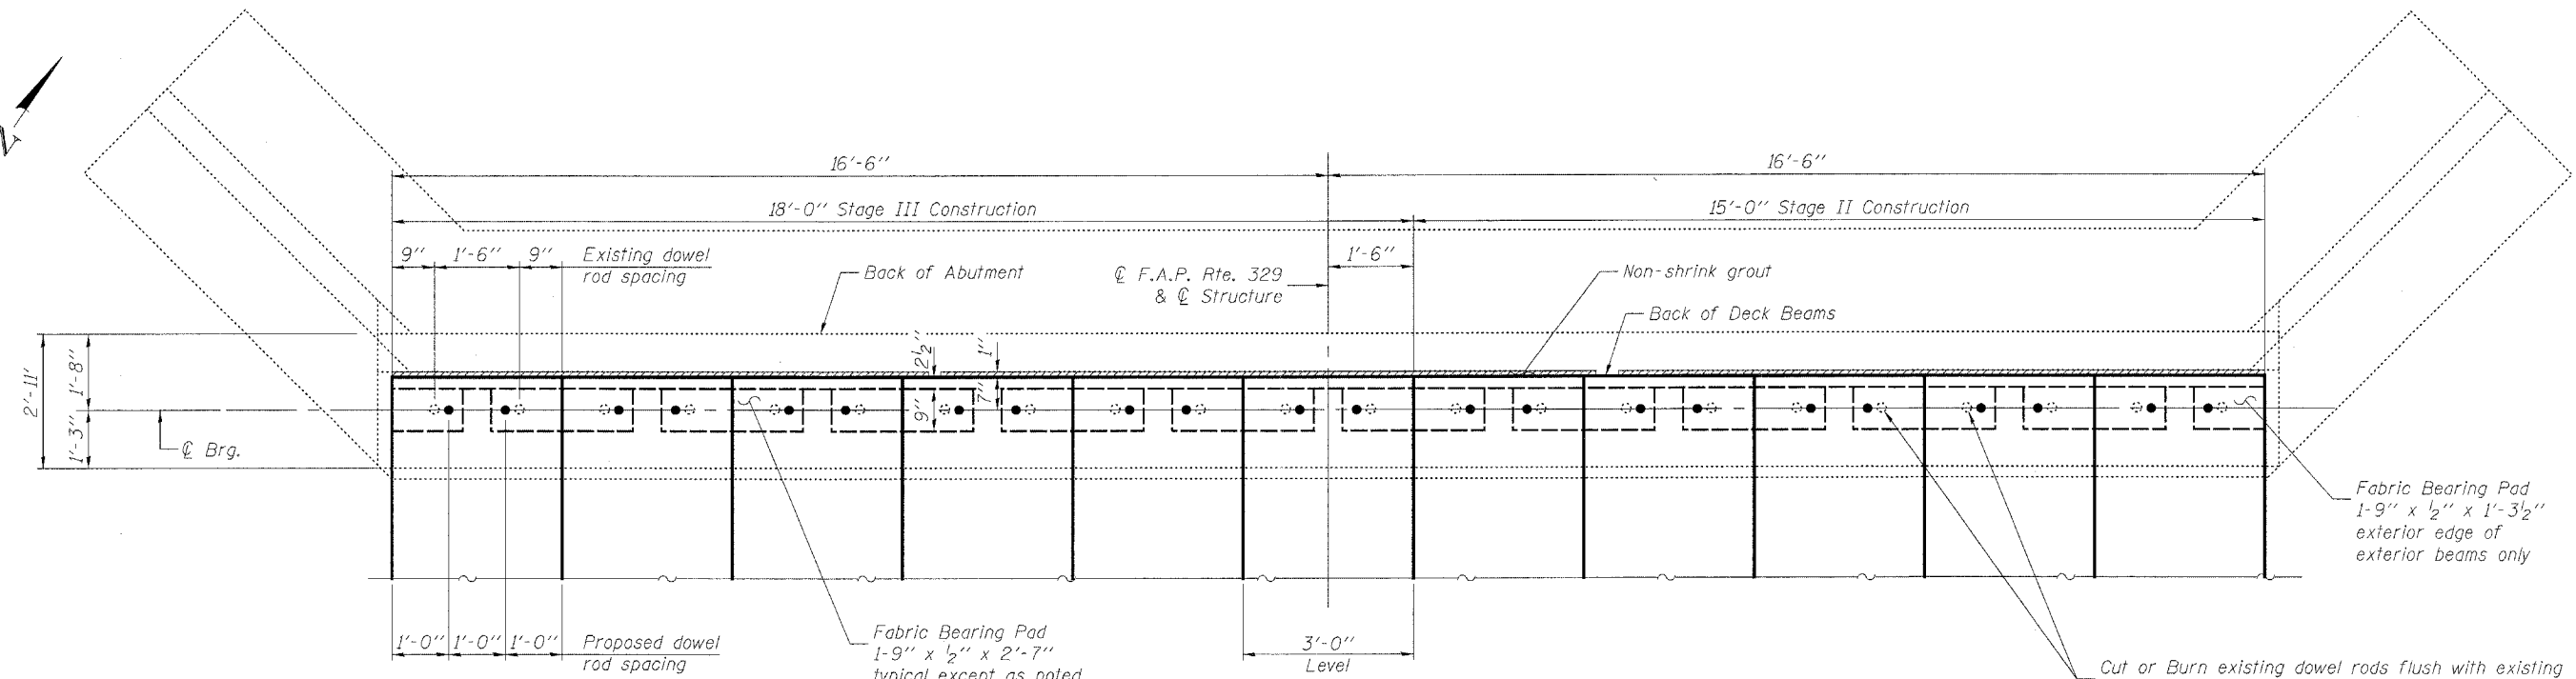 N
16'-6"
16'-6"
18'-0" Stage III Construction
15'-0" Stage II Construction
9"
1'-6"
9"
Existing dowel
rod spacing
Back of Abutment
℄ F.A.P. Rte. 329
& ℄ Structure
1'-6"
Non-shrink grout
Back of Deck Beams
2'-11'
1'-8"
1'-3"
2½"
1"
7"
9"
℄ Brg.
Fabric Bearing Pad
1-9" x ½" x 1'-3½"
exterior edge of
exterior beams only
1'-0"
1'-0"
1'-0"
Proposed dowel
rod spacing
Fabric Bearing Pad
1-9" x ½" x 2'-7"
typical except as noted
3'-0"
Level
Cut or Burn existing dowel rods flush with existing